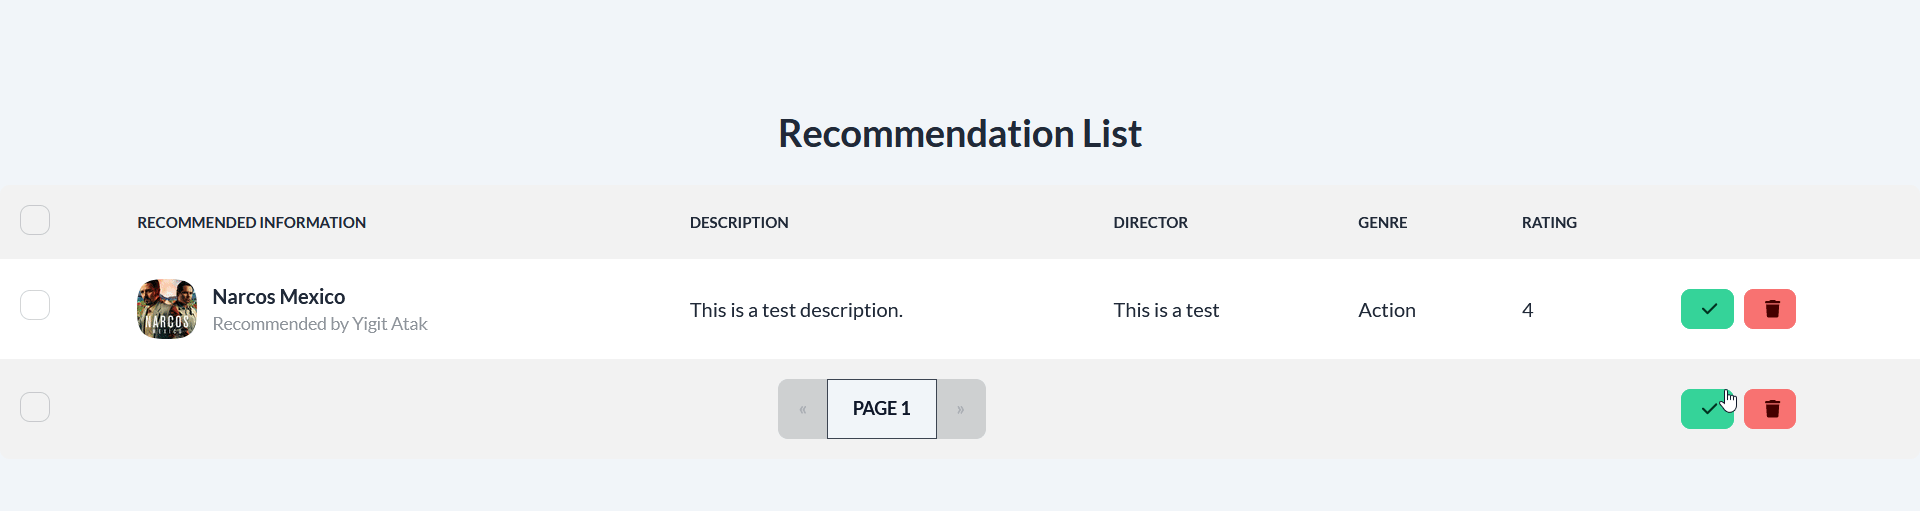 Recommendation List
RECOMMENDED INFORMATION DESCRIPTION DIRECTOR GENRE RATING
NARCOS
MEXICO
Narcos Mexico
Recommended by Yigit Atak
This is a test description. This is a test Action 4
« PAGE 1 »